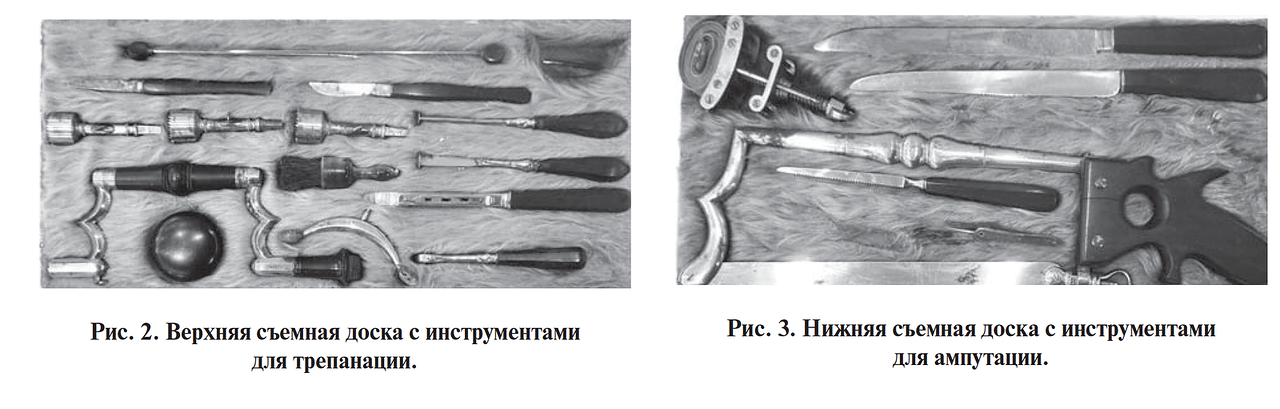 Рис. 2. Верхняя съемная доска с инструментами
для трепанации.
Рис. 3. Нижняя съемная доска с инструментами
для ампутации.